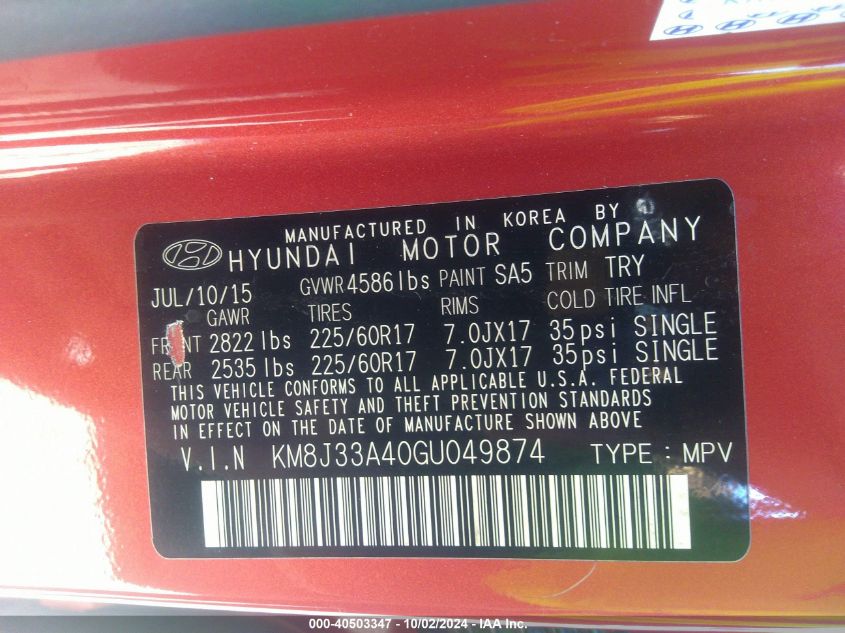 MANUFACTURED IN KOREA BY
HYUNDAI MOTOR COMPANY
JUL/10/15 GVWR 4586 lbs PAINT SA5 TRIM TRY
GAWR TIRES RIMS COLD TIRE INFL
FRONT 2822 lbs 225/60R17 7.0JX17 35psi SINGLE
REAR 2535 lbs 225/60R17 7.0JX17 35psi SINGLE
THIS VEHICLE CONFORMS TO ALL APPLICABLE U.S.A. FEDERAL
MOTOR VEHICLE SAFETY AND THEFT PREVENTION STANDARDS
IN EFFECT ON THE DATE OF MANUFACTURE SHOWN ABOVE
V.I.N KM8J33A40GU049874 TYPE : MPV
000-40503347 - 10/02/2024 - IAA Inc.